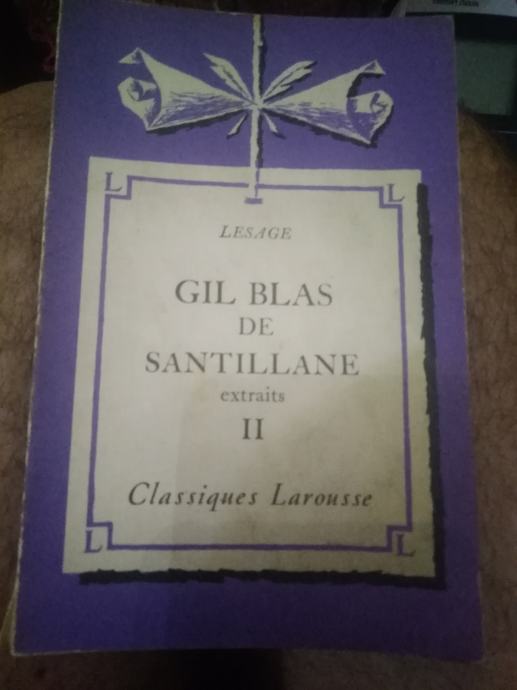 L L
LESAGE
GIL BLAS
DE
SANTILLANE
extraits
II
Classiques Larousse
L L